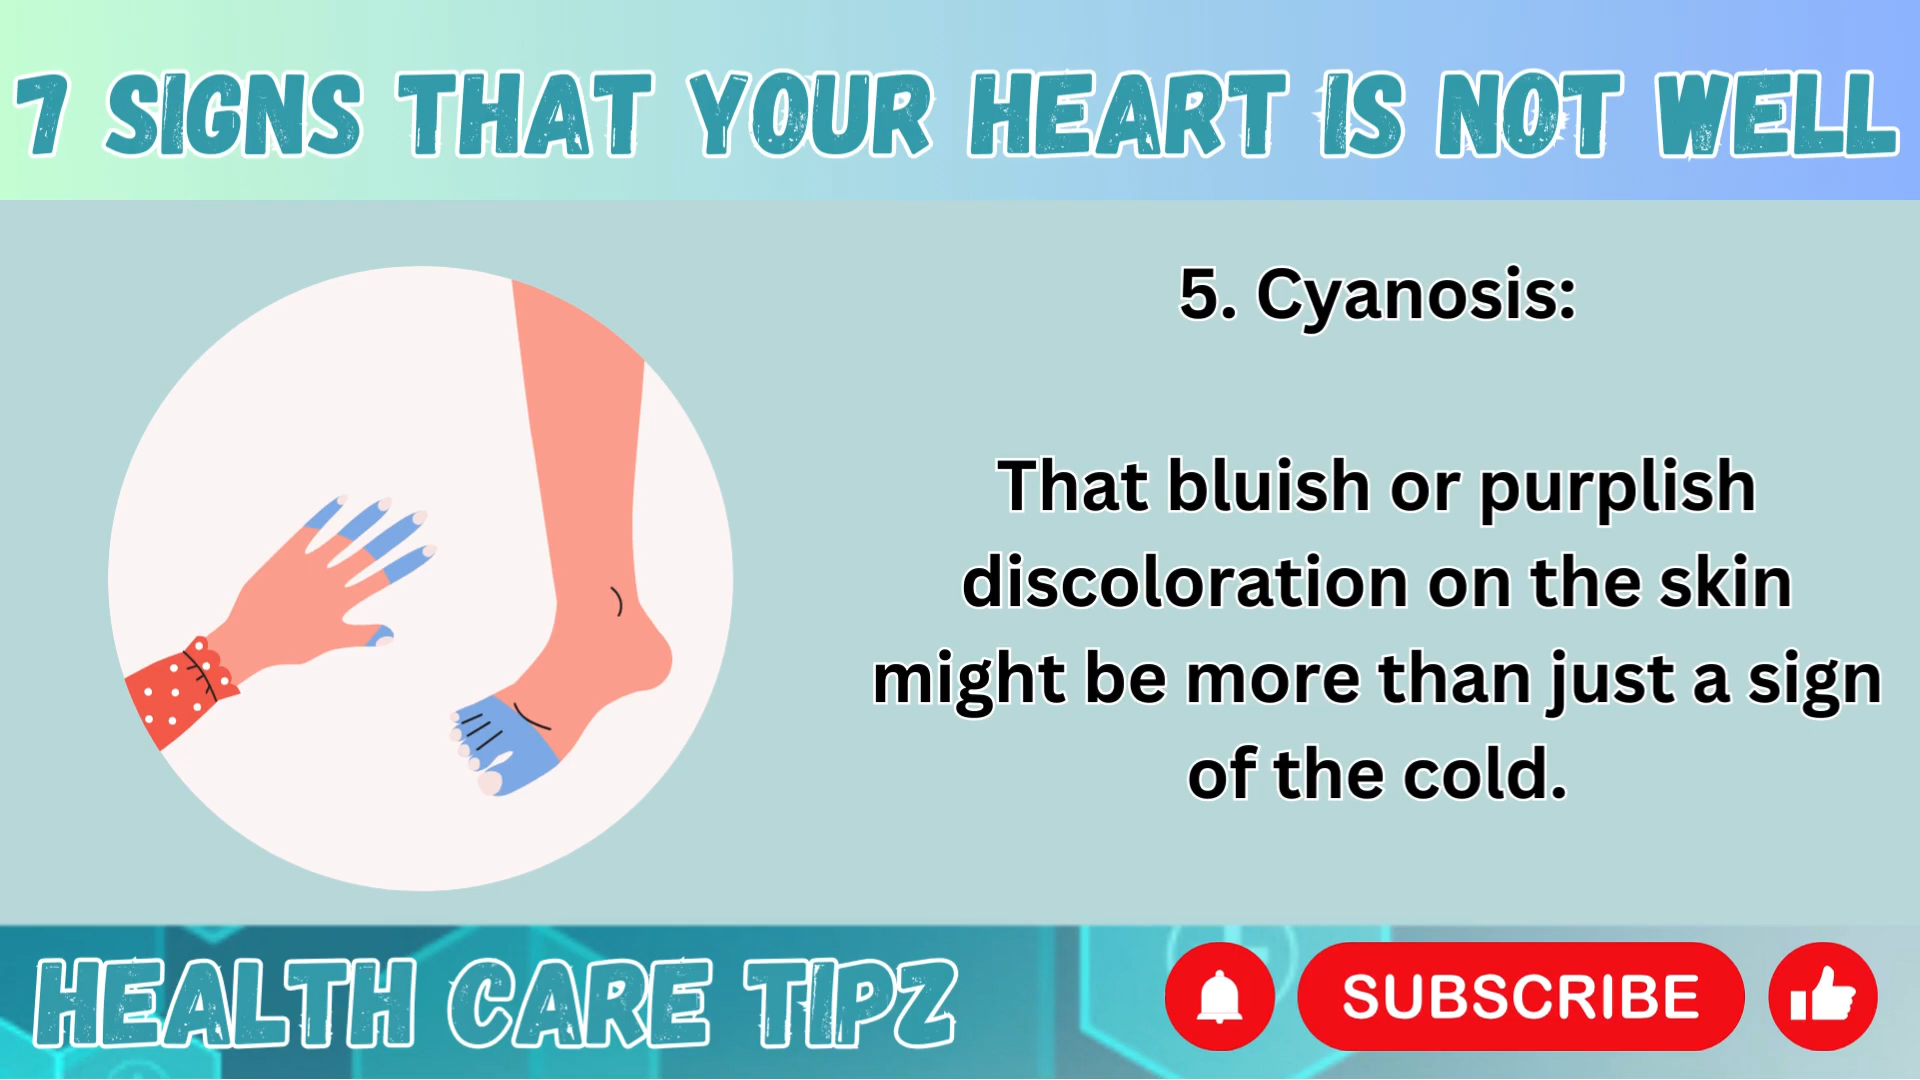 7 SIGNS THAT YOUR HEART IS NOT WELL
5. Cyanosis:
That bluish or purplish
discoloration on the skin
might be more than just a sign
of the cold.
HEALTH CARE TIPZ
SUBSCRIBE